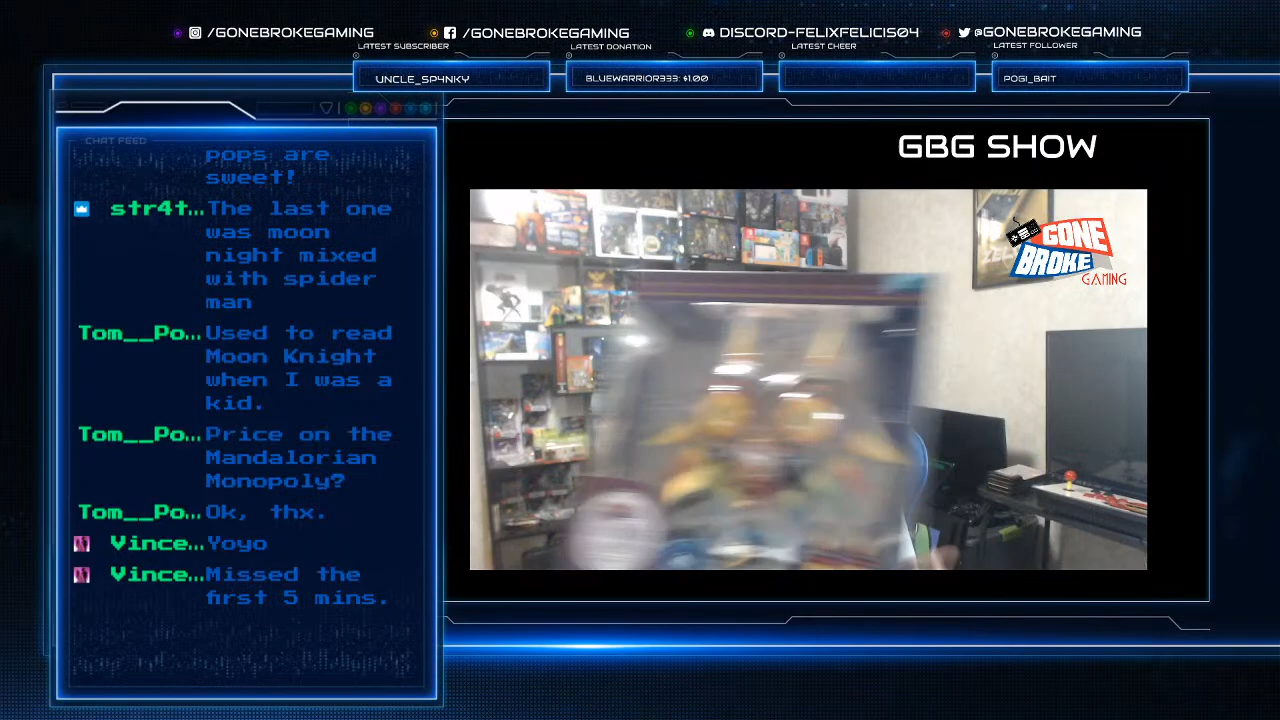 /GONEBROKEGAMING
/GONEBROKEGAMING
DISCORD-FELIXFELICIS04
@GONEBROKEGAMING
LATEST SUBSCRIBER
LATEST DONATION
LATEST CHEER
LATEST FOLLOWER
UNCLE_SP4NKY
BLUEWARRIOR333: $1.00
POGI_BAIT
CHAT FEED
pops are
sweet!
str4t... The last one
was moon
night mixed
with spider
man
Tom__Po... Used to read
Moon Knight
when I was a
kid.
Tom__Po... Price on the
Mandalorian
Monopoly?
Tom__Po... Ok, thx.
Vince... Yoyo
Vince... Missed the
first 5 mins.
GBG SHOW
GONE
BROKE
GAMING